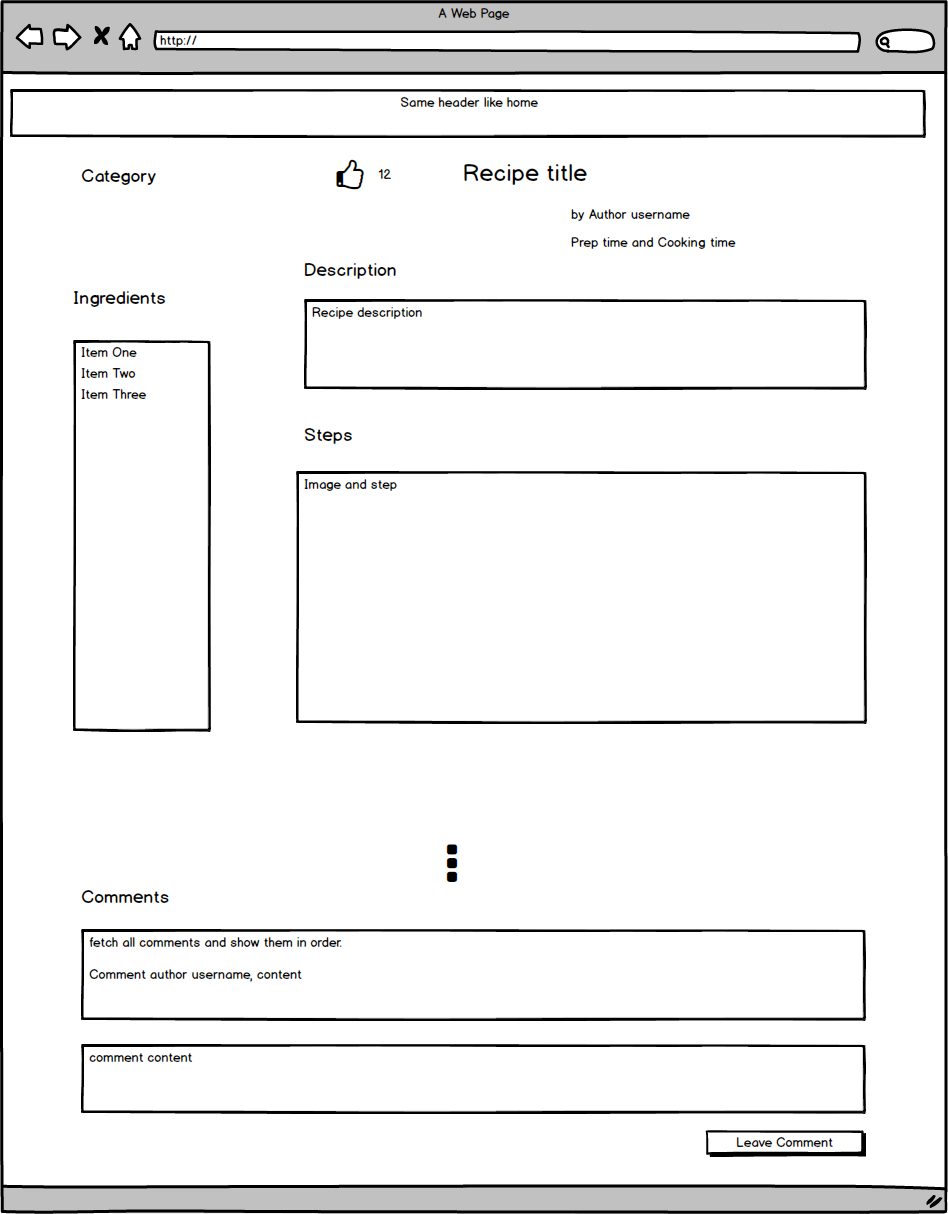 A Web Page
http://
Same header like home
Category
12
Recipe title
by Author username
Prep time and Cooking time
Description
Ingredients
Recipe description
Item One
Item Two
Item Three
Steps
Image and step
Comments
fetch all comments and show them in order.
Comment author username, content
comment content
Leave Comment